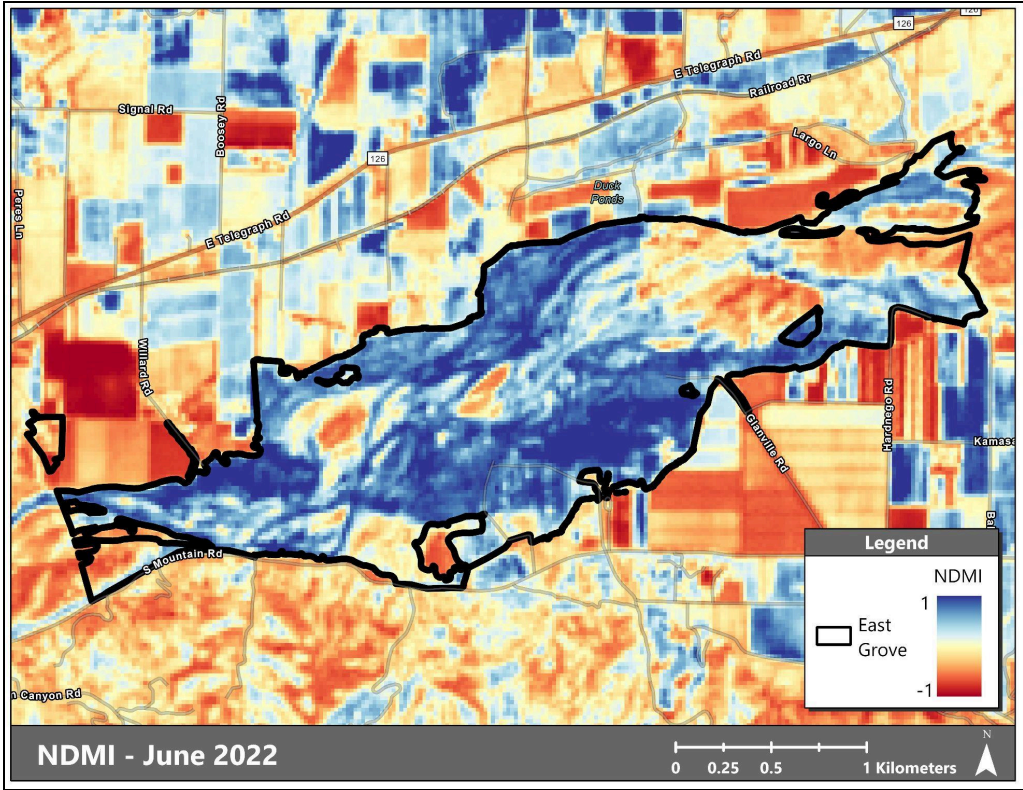 126
126
E Telegraph Rd
Railroad Rr
Signal Rd
Boosey Rd
Largo Ln
126
Duck
Ponds
Peres Ln
E Telegraph Rd
Willard Rd
Hardnego Rd
Glanville Rd
Kamasa
Bal
S Mountain Rd
n Canyon Rd
Legend
NDMI
1
East
Grove
-1
NDMI - June 2022
N
0 0.25 0.5 1 Kilometers